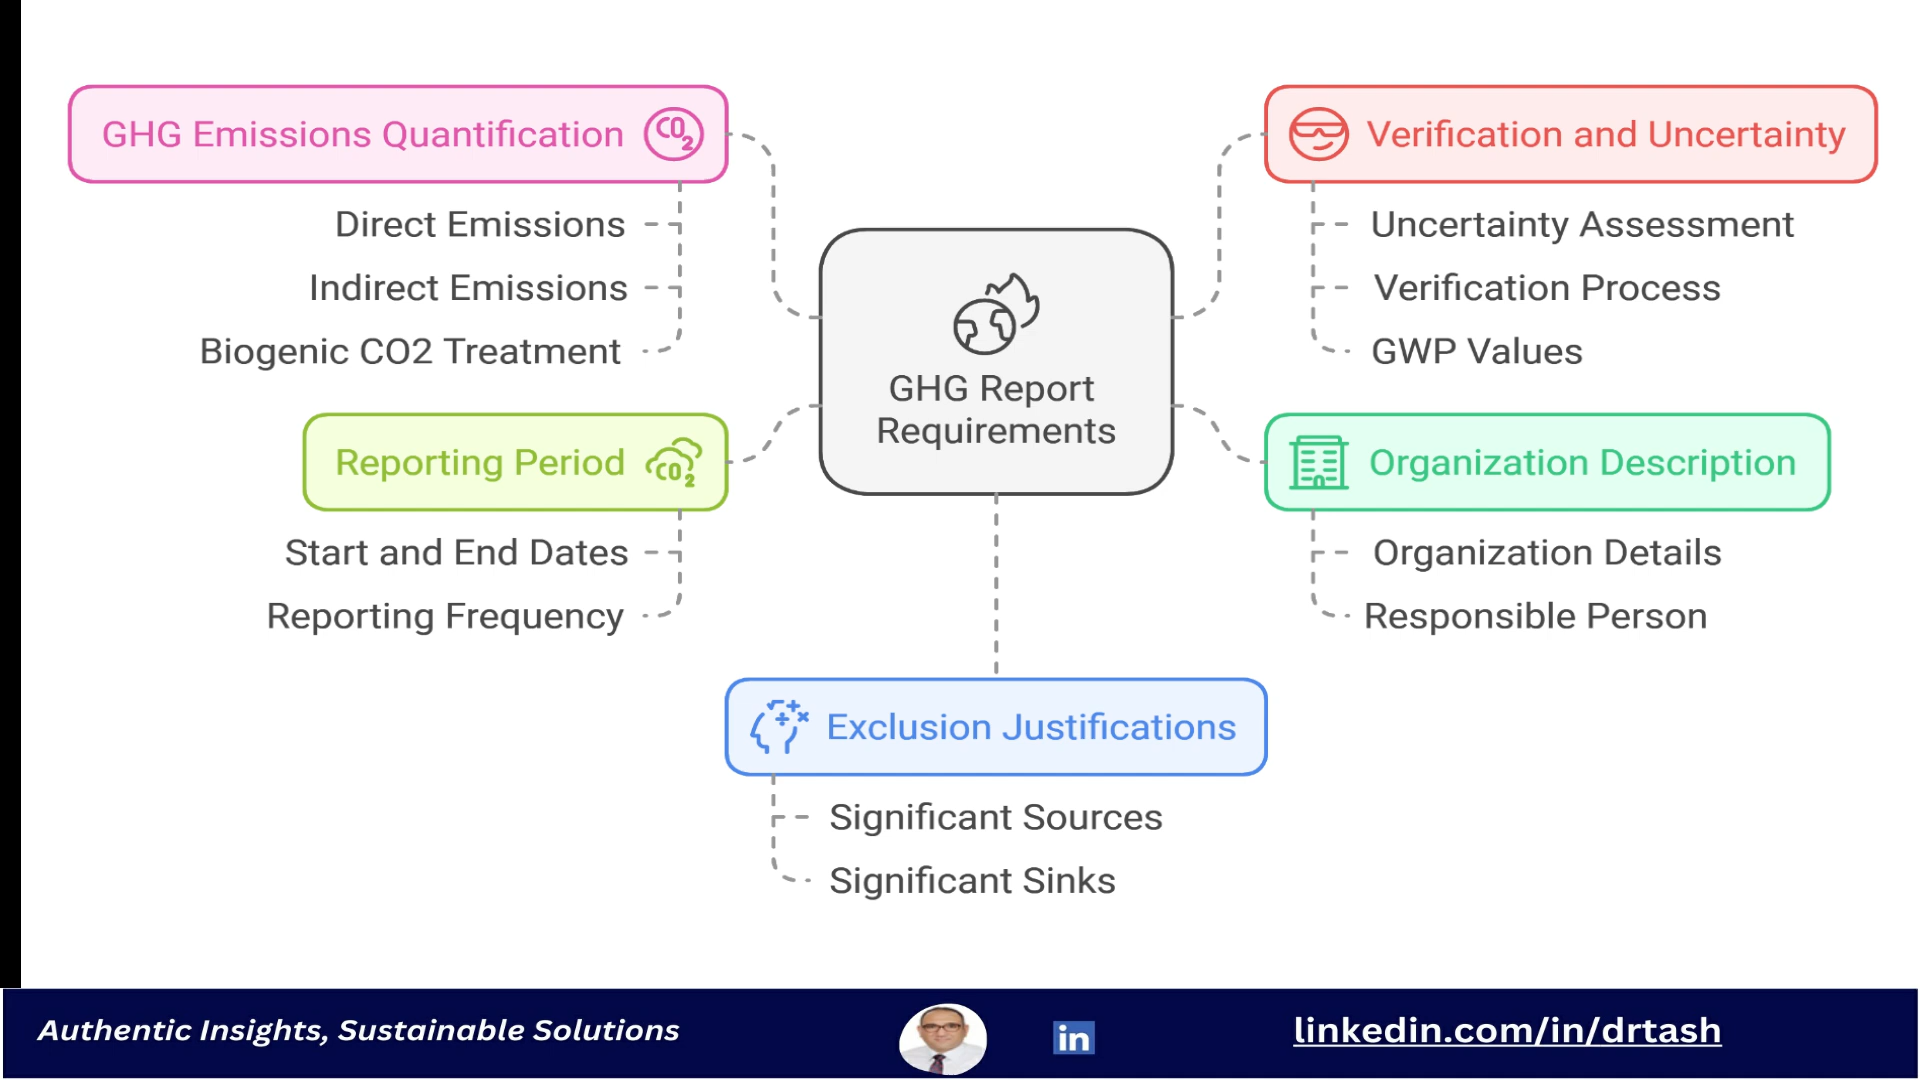 GHG Emissions Quantification
CO2
Direct Emissions
Indirect Emissions
Biogenic CO2 Treatment
Reporting Period
CO2
Start and End Dates
Reporting Frequency
GHG Report
Requirements
Verification and Uncertainty
Uncertainty Assessment
Verification Process
GWP Values
Organization Description
Organization Details
Responsible Person
Exclusion Justifications
Significant Sources
Significant Sinks
Authentic Insights, Sustainable Solutions
in
linkedin.com/in/drtash